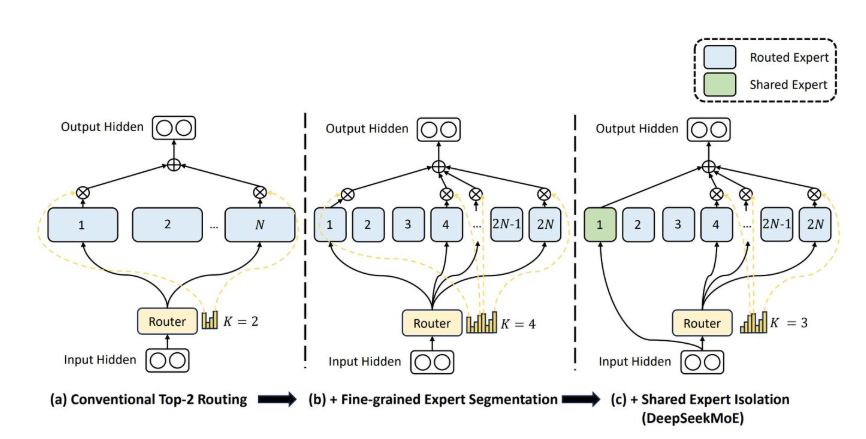 Routed Expert
Shared Expert
Output Hidden
1
2
...
N
Router
K = 2
Input Hidden
(a) Conventional Top-2 Routing
Output Hidden
1
2
3
4
...
2N-1
2N
Router
K = 4
Input Hidden
(b) + Fine-grained Expert Segmentation
Output Hidden
1
2
3
4
...
2N-1
2N
Router
K = 3
Input Hidden
(c) + Shared Expert Isolation
(DeepSeekMoE)